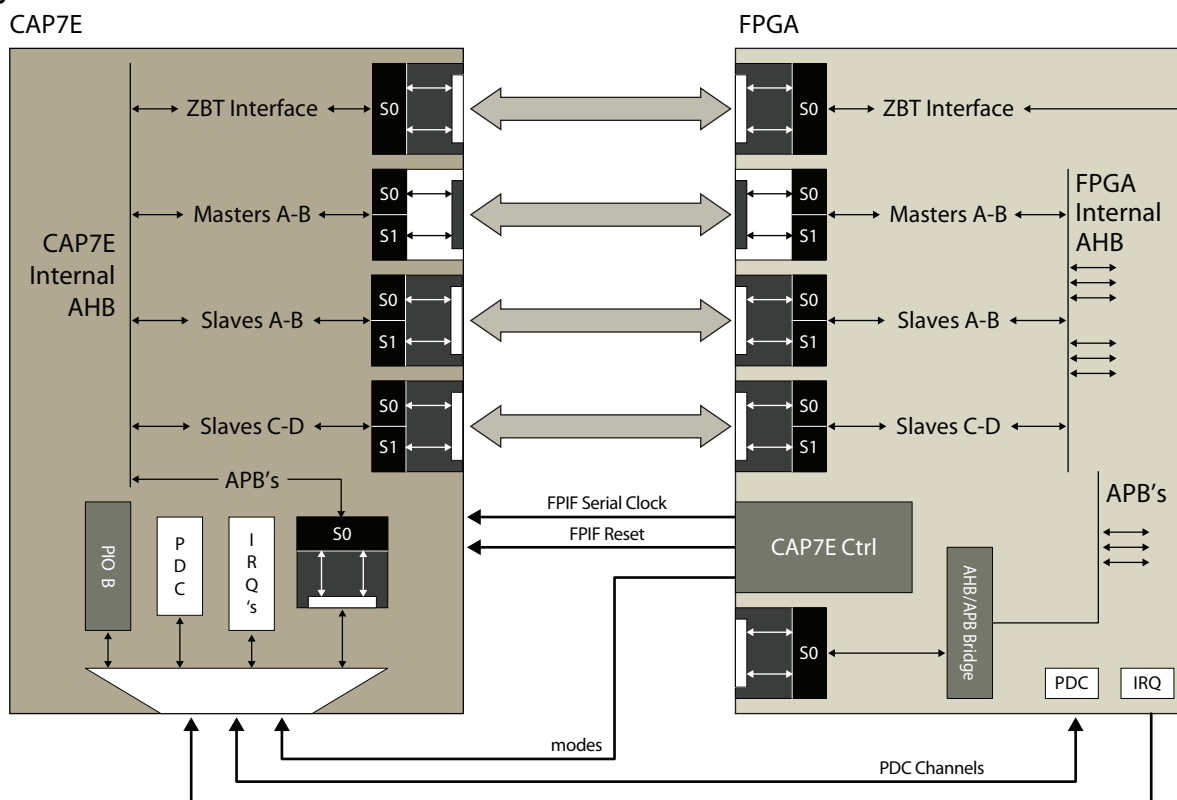 CAP7E
FPGA
ZBT Interface
S0
S0
ZBT Interface
Masters A-B
S0
S1
S0
S1
Masters A-B
FPGA
Internal
AHB
CAP7E
Internal
AHB
Slaves A-B
S0
S1
S0
S1
Slaves A-B
Slaves C-D
S0
S1
S0
S1
Slaves C-D
APB's
APB's
FPIF Serial Clock
FPIF Reset
CAP7E Ctrl
PIO B
P
D
C
I
R
Q
's
S0
S0
AHB/APB Bridge
PDC
IRQ
modes
PDC Channels